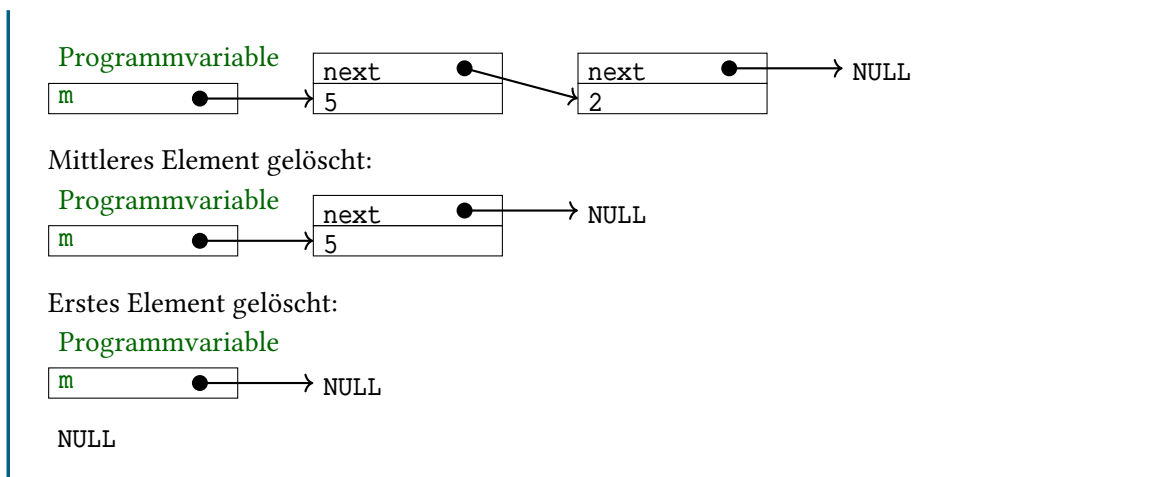 Programmvariable
next next NULL
m 5 2
Mittleres Element gelöscht:
Programmvariable
next NULL
m 5
Erstes Element gelöscht:
Programmvariable
m NULL
NULL